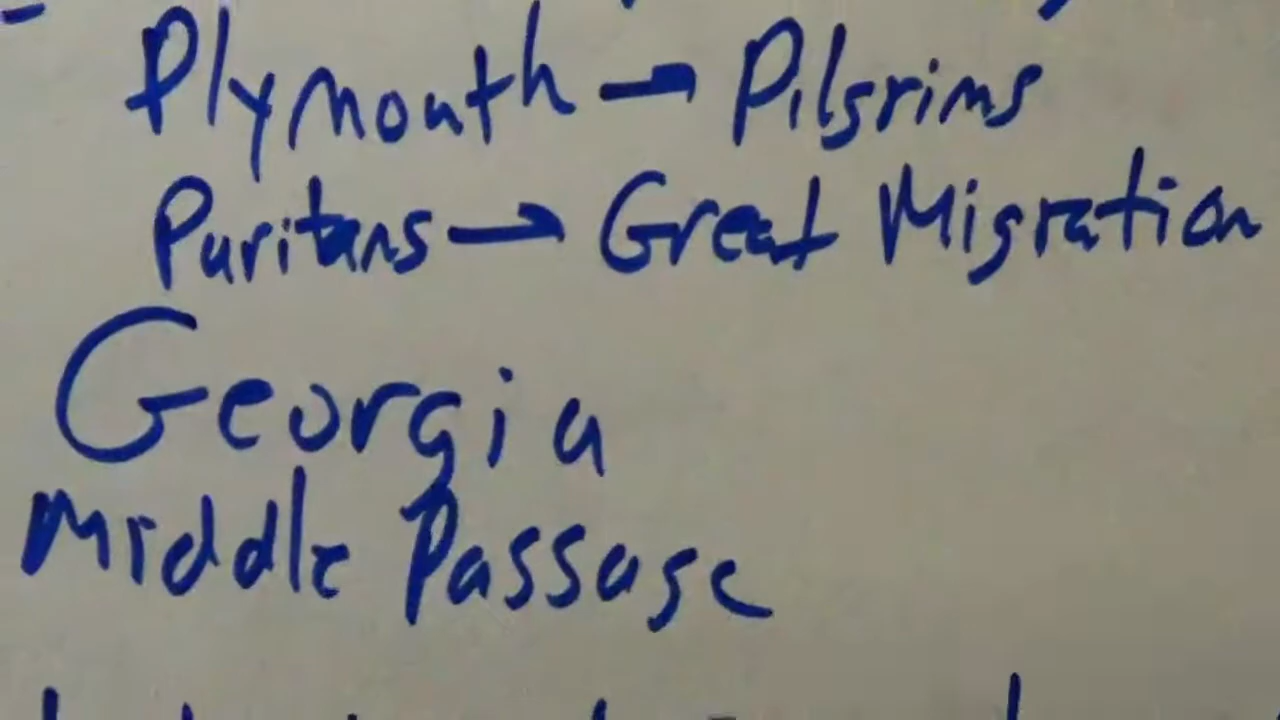 Plymouth → Pilgrims
Puritans → Great Migration
Georgia
Middle Passage